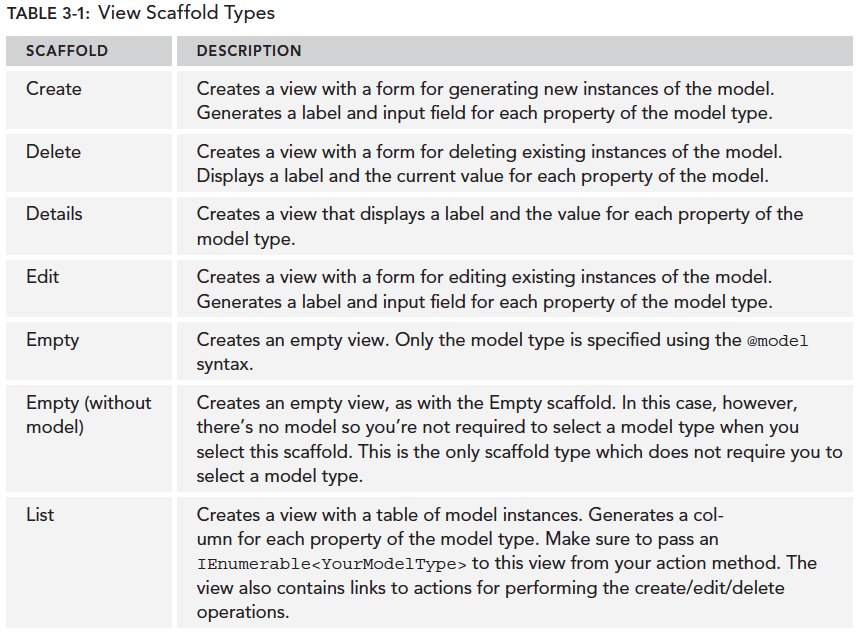 TABLE 3-1: View Scaffold Types
SCAFFOLD DESCRIPTION
Create Creates a view with a form for generating new instances of the model.
Generates a label and input field for each property of the model type.
Delete Creates a view with a form for deleting existing instances of the model.
Displays a label and the current value for each property of the model.
Details Creates a view that displays a label and the value for each property of the
model type.
Edit Creates a view with a form for editing existing instances of the model.
Generates a label and input field for each property of the model type.
Empty Creates an empty view. Only the model type is specified using the @model
syntax.
Empty (without Creates an empty view, as with the Empty scaffold. In this case, however,
model) there’s no model so you’re not required to select a model type when you
select this scaffold. This is the only scaffold type which does not require you to
select a model type.
List Creates a view with a table of model instances. Generates a col-
umn for each property of the model type. Make sure to pass an
IEnumerable<YourModelType> to this view from your action method. The
view also contains links to actions for performing the create/edit/delete
operations.